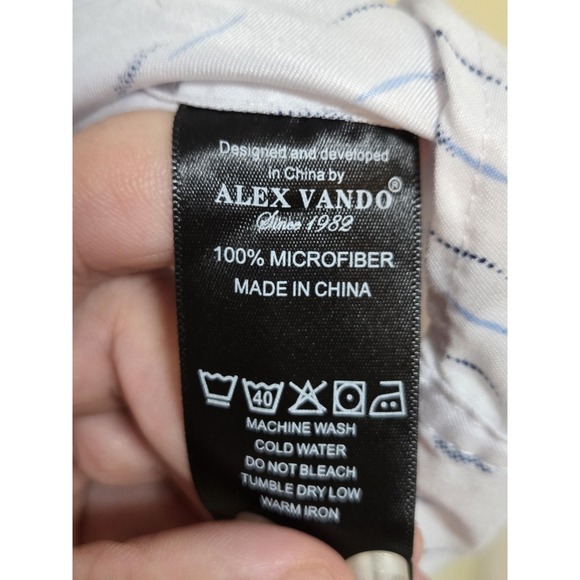 Designed and developed
in China by
ALEX VANDO®
Since 1982
100% MICROFIBER
MADE IN CHINA
40
MACHINE WASH
COLD WATER
DO NOT BLEACH
TUMBLE DRY LOW
WARM IRON